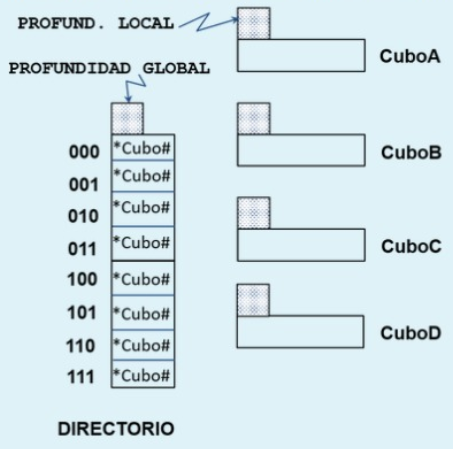 PROFUND. LOCAL
CuboA
PROFUNDIDAD GLOBAL
CuboB
000 *Cubo#
001 *Cubo#
010 *Cubo#
011 *Cubo#
CuboC
100 *Cubo#
101 *Cubo#
CuboD
110 *Cubo#
111 *Cubo#
DIRECTORIO